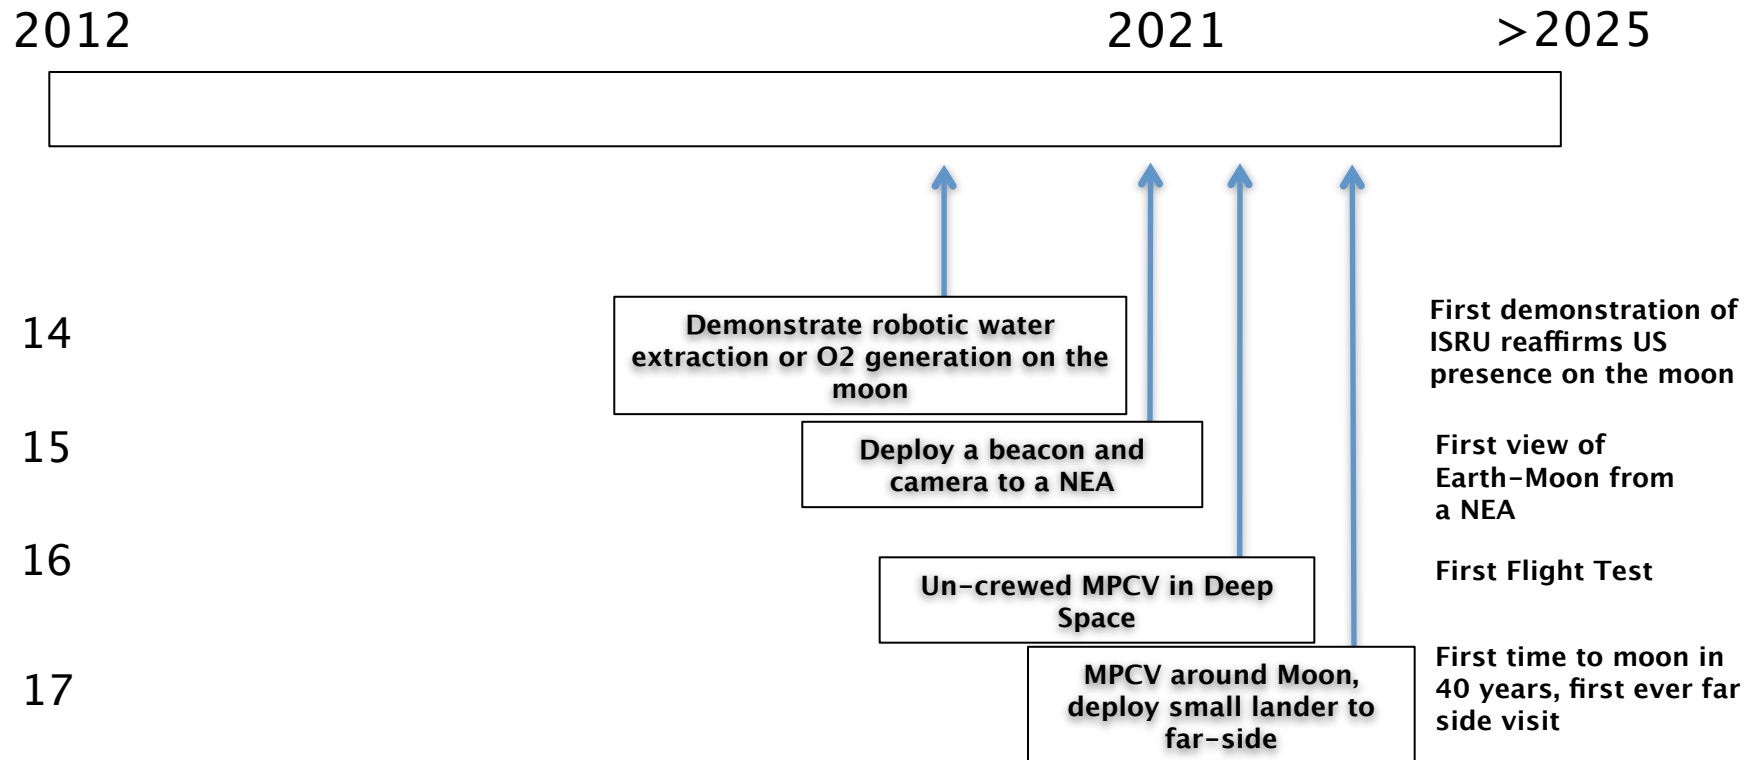 2012
2021
>2025
14
Demonstrate robotic water
extraction or O2 generation on the
moon
First demonstration of
ISRU reaffirms US
presence on the moon
15
Deploy a beacon and
camera to a NEA
First view of
Earth-Moon from
a NEA
16
Un-crewed MPCV in Deep
Space
First Flight Test
17
MPCV around Moon,
deploy small lander to
far-side
First time to moon in
40 years, first ever far
side visit